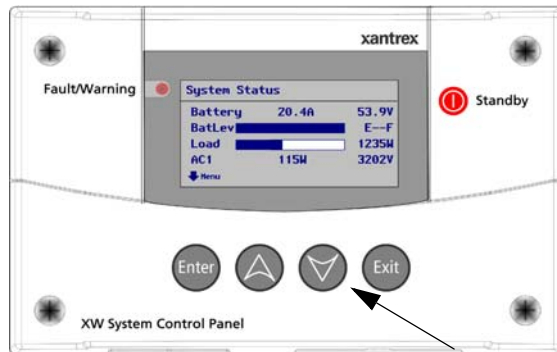 xantrex
Fault/Warning
Standby
System Status
Battery 20.4A 53.9V
BatLev E--F
Load 1235W
AC1 115W 3202V
Menu
Enter Exit
XW System Control Panel